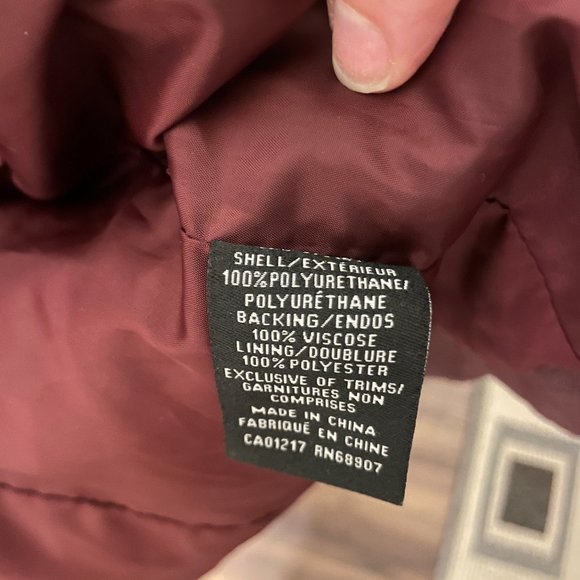 SHELL/EXTÉRIEUR
100%POLYURETHANE/
POLYURÉTHANE
BACKING/ENDOS
100% VISCOSE
LINING/DOUBLURE
100% POLYESTER
EXCLUSIVE OF TRIMS/
GARNITURES NON
COMPRISES
MADE IN CHINA
FABRIQUÉ EN CHINE
CA01217 RN68907